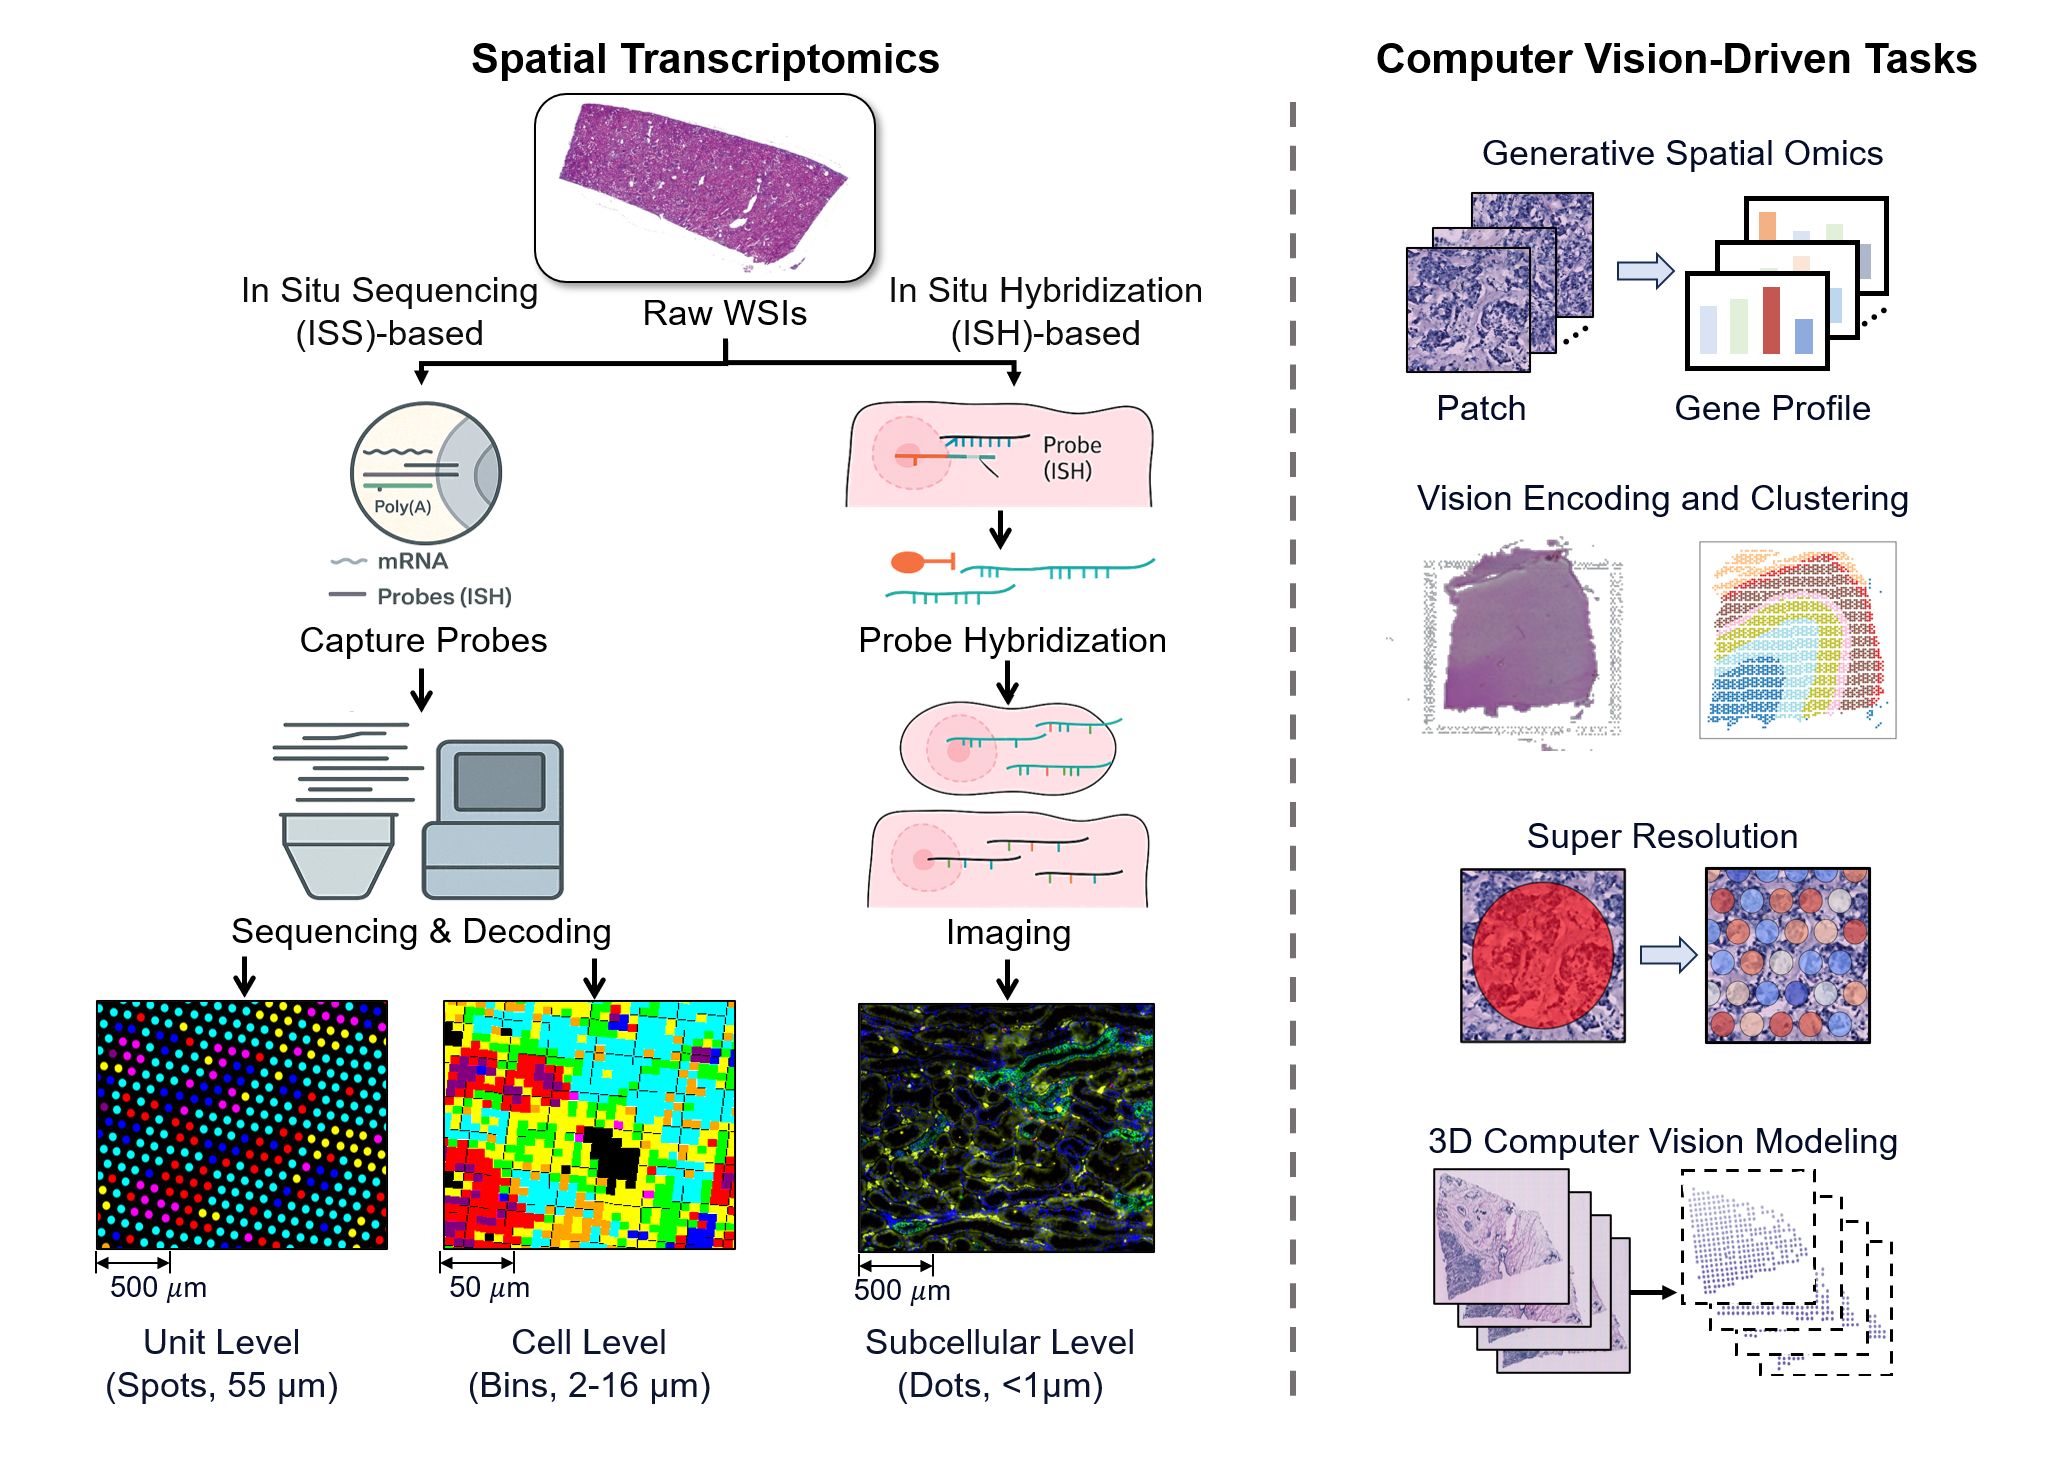 Spatial Transcriptomics
In Situ Sequencing
(ISS)-based
Raw WSIs
In Situ Hybridization
(ISH)-based
Poly(A)
mRNA
Probes (ISH)
Capture Probes
Sequencing & Decoding
500 µm
Unit Level
(Spots, 55 µm)
50 µm
Cell Level
(Bins, 2-16 µm)
Probe
(ISH)
Probe Hybridization
Imaging
500 µm
Subcellular Level
(Dots, <1µm)
Computer Vision-Driven Tasks
Generative Spatial Omics
Patch
Gene Profile
Vision Encoding and Clustering
Super Resolution
3D Computer Vision Modeling